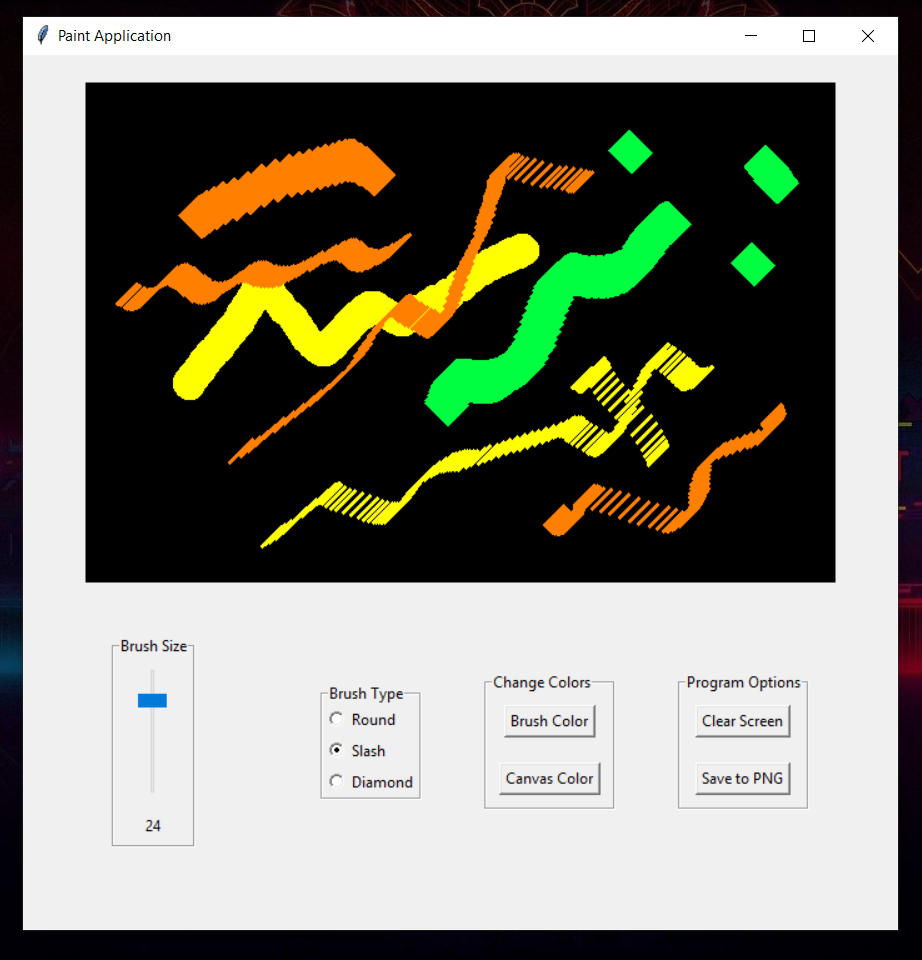 Paint Application
Brush Size
24
Brush Type
Round
Slash
Diamond
Change Colors
Brush Color
Canvas Color
Program Options
Clear Screen
Save to PNG